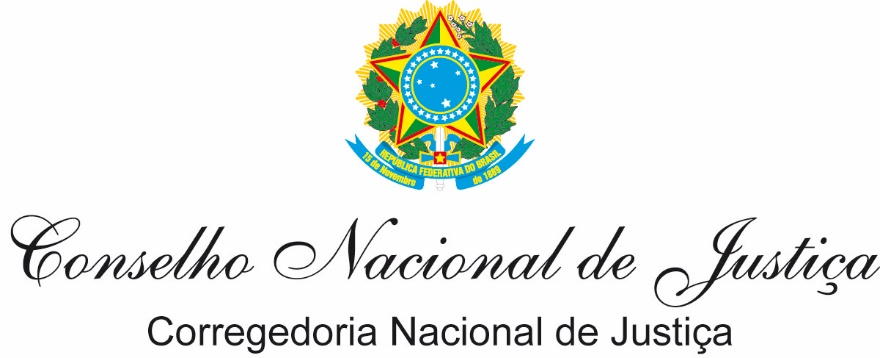 REPÚBLICA FEDERATIVA DO BRASIL
15 de Novembro de 1889
Conselho Nacional de Justiça
Corregedoria Nacional de Justiça